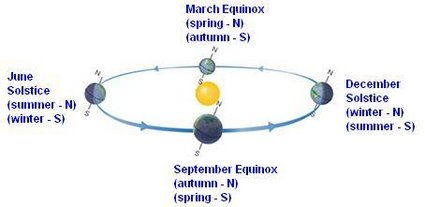 March Equinox
(spring - N)
(autumn - S)
N
S
June
Solstice
(summer - N)
(winter - S)
N
S
December
Solstice
(winter - N)
(summer - S)
N
S
N
S
September Equinox
(autumn - N)
(spring - S)